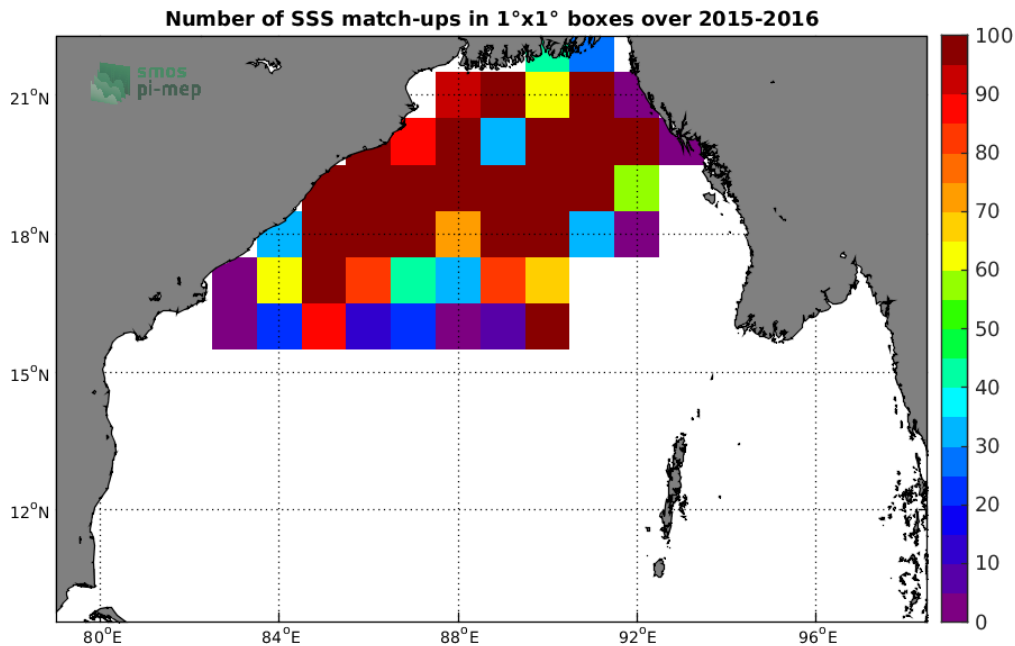 Number of SSS match-ups in 1°x1° boxes over 2015-2016
smos
pi-mep
21°N
18°N
15°N
12°N
80°E
84°E
88°E
92°E
96°E
100
90
80
70
60
50
40
30
20
10
0